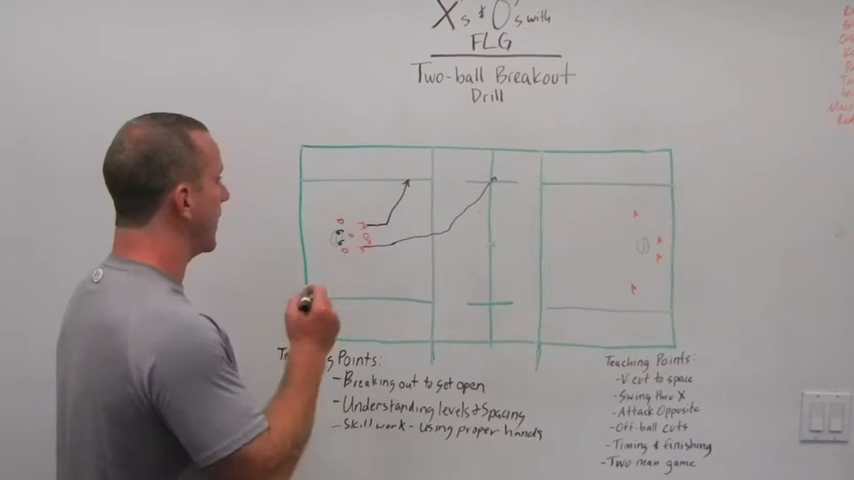 X's & O's with
FLG
Two-ball Breakout
Drill
Points:
- Breaking out to get open
- Understanding levels & Spacing
- Skill work - using proper hands
Teaching Points:
- V cut to space
- Swing thru X
- Attack Opposite
- Off-ball cuts
- Timing & finishing
- Two man game